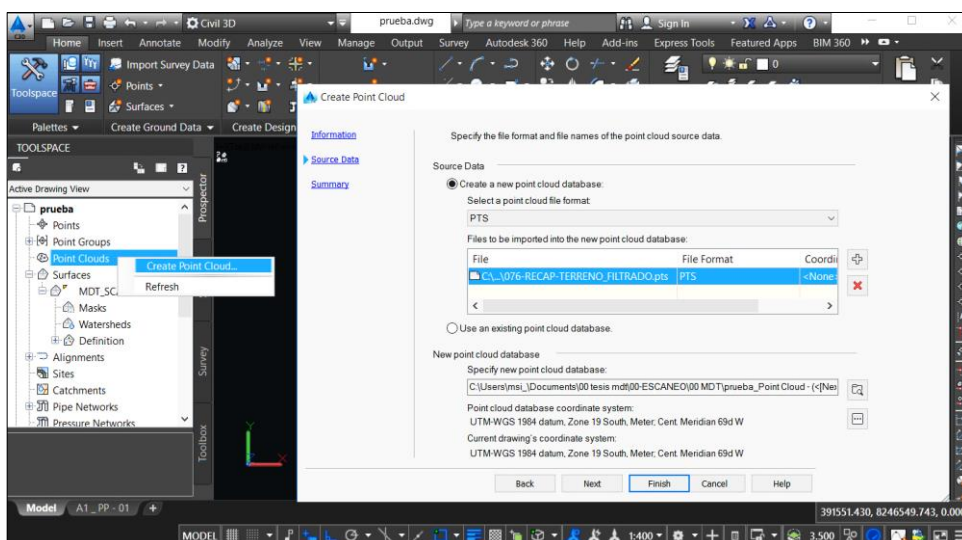 Civil 3D
prueba.dwg
Type a keyword or phrase
Sign In
C3D
Home Insert Annotate Modify Analyze View Manage Output Survey Autodesk 360 Help Add-ins Express Tools Featured Apps BIM 360
Toolspace
Import Survey Data
Points
Surfaces
0
Palettes
Create Ground Data
Create Design
TOOLSPACE
Active Drawing View
prueba
Points
Point Groups
Point Clouds
Surfaces
MDT_SC
Masks
Watersheds
Definition
Alignments
Sites
Catchments
Pipe Networks
Pressure Networks
Create Point Cloud...
Refresh
Prospector
Survey
Toolbox
Create Point Cloud
Information
Source Data
Summary
Specify the file format and file names of the point cloud source data.
Source Data
Create a new point cloud database:
Select a point cloud file format:
PTS
Files to be imported into the new point cloud database:
File File Format Coordi
C:\...\076-RECAP-TERRENO_FILTRADO.pts PTS <None>
Use an existing point cloud database.
New point cloud database
Specify new point cloud database:
C:\Users\msi_\Documents\00 tesis mdt\00-ESCANEO\00 MDT\prueba_Point Cloud - (<[Nex
Point cloud database coordinate system:
UTM-WGS 1984 datum, Zone 19 South, Meter; Cent. Meridian 69d W
Current drawing's coordinate system:
UTM-WGS 1984 datum, Zone 19 South, Meter; Cent. Meridian 69d W
Back Next Finish Cancel Help
Y
X
Model A1_PP - 01 +
391551.430, 8246549.743, 0.000
MODEL
1:400
3.500